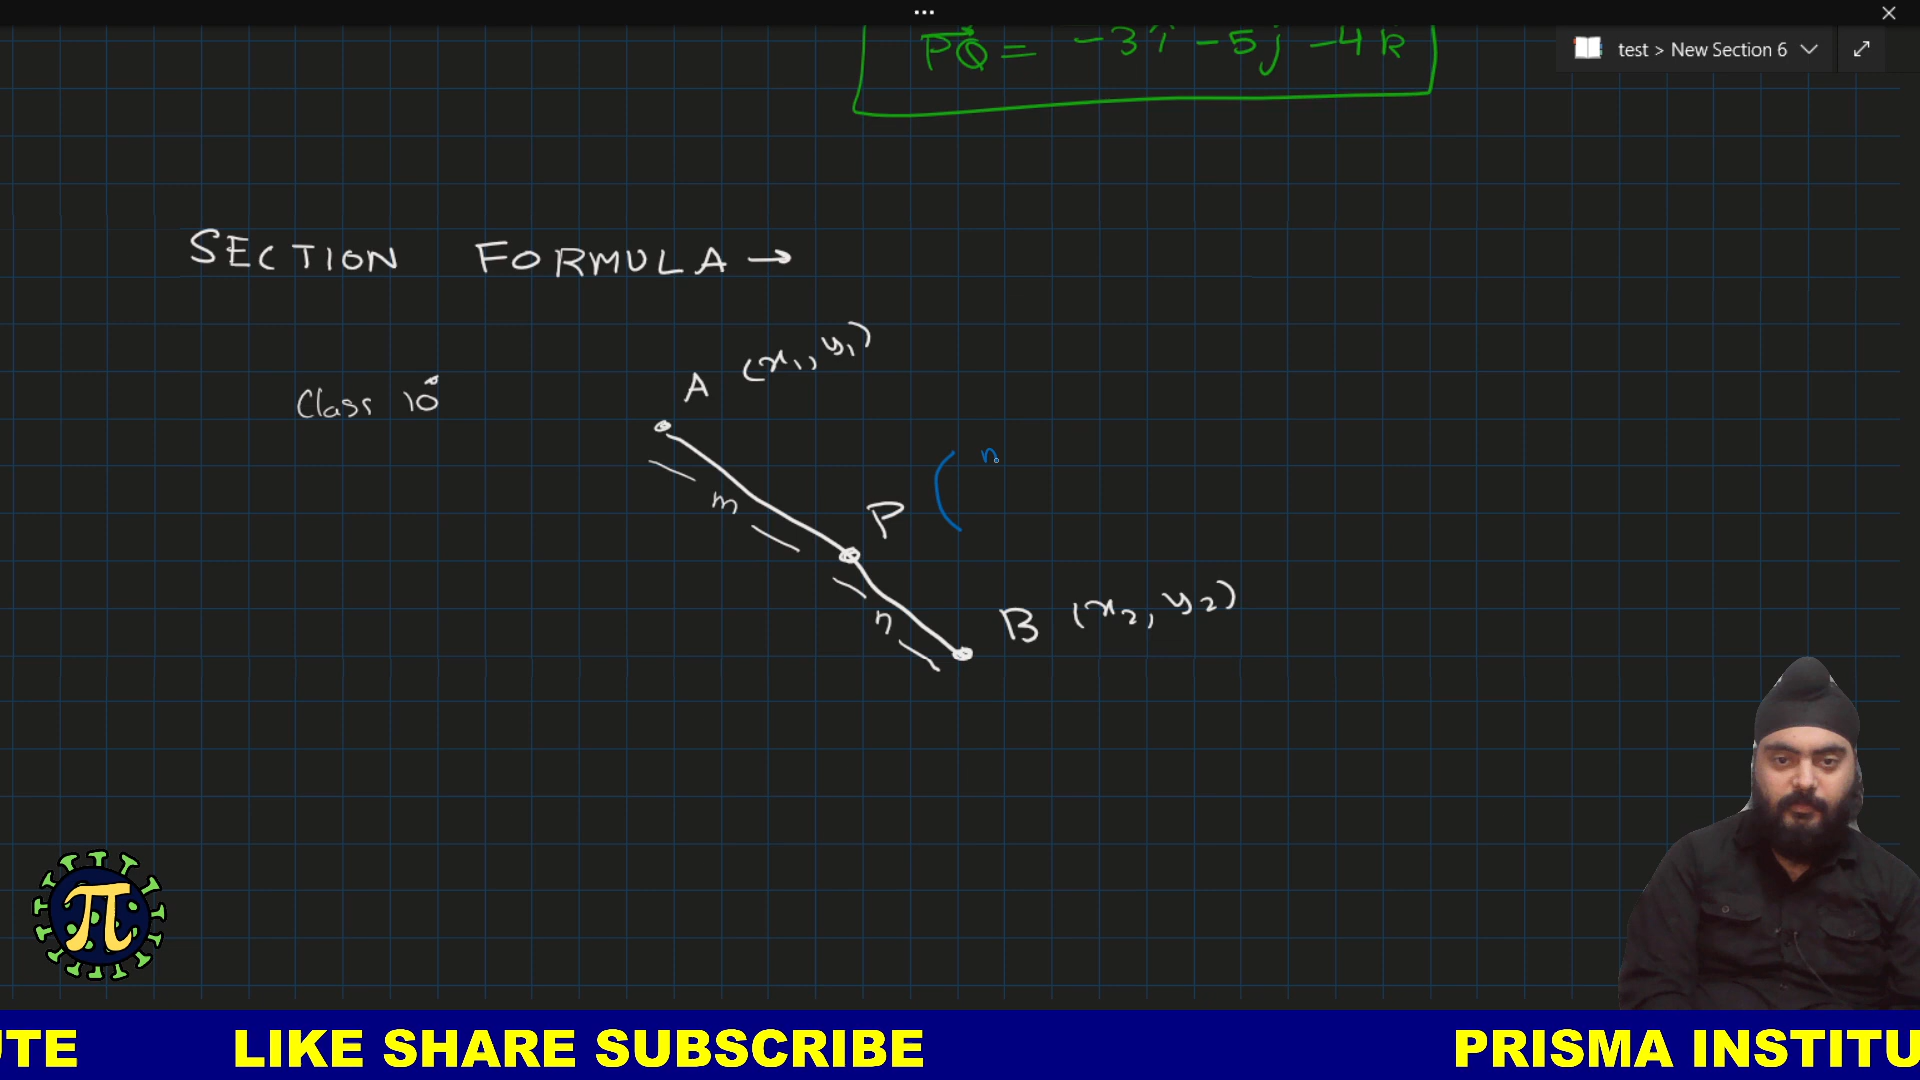 PQ = -3i -5j -4k
test > New Section 6
SECTION FORMULA →
A (x₁, y₁)
Class 10
m
P ( n
n
B (x₂, y₂)
π
UTE LIKE SHARE SUBSCRIBE PRISMA INSTITU